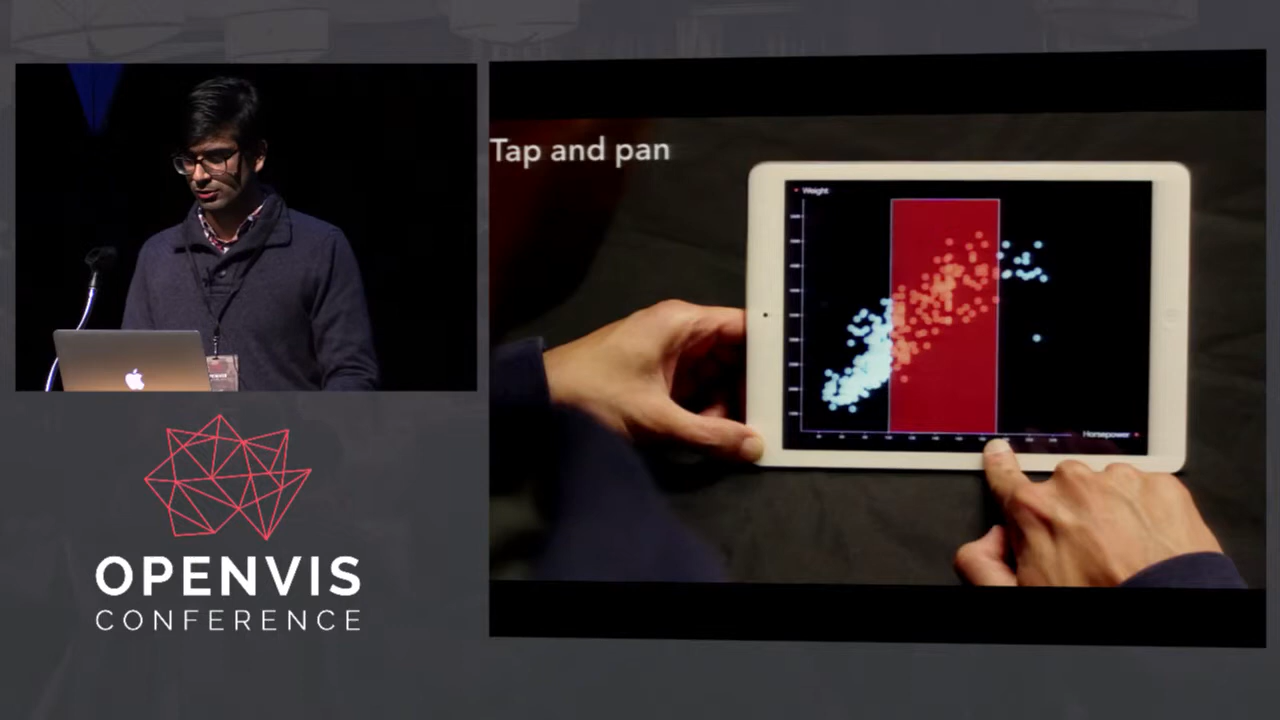 Tap and pan
Weight
Horsepower
OPENVIS
CONFERENCE